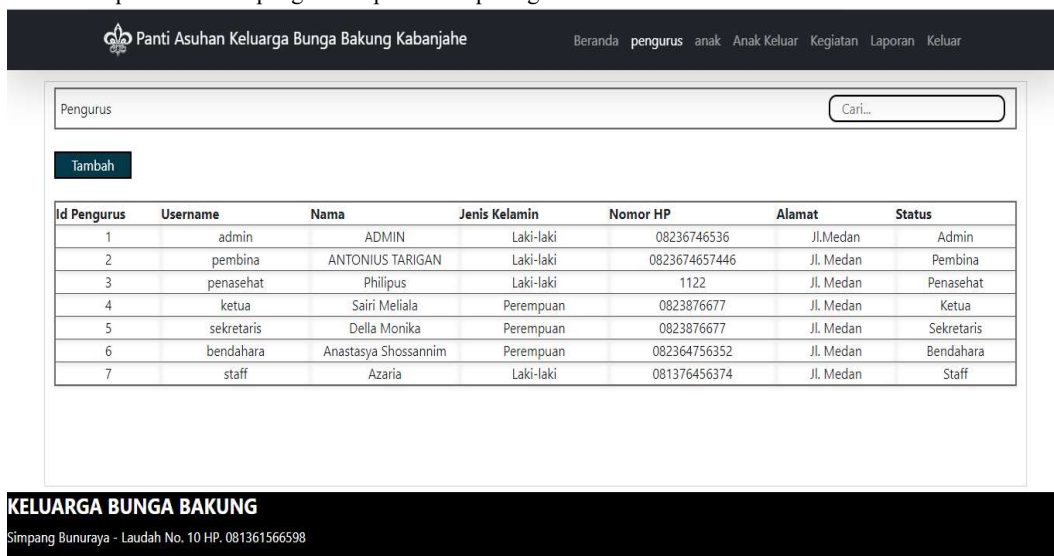 Panti Asuhan Keluarga Bunga Bakung Kabanjahe Beranda pengurus anak Anak Keluar Kegiatan Laporan Keluar
Pengurus Cari...
Tambah
Id Pengurus Username Nama Jenis Kelamin Nomor HP Alamat Status
1 admin ADMIN Laki-laki 08236746536 Jl.Medan Admin
2 pembina ANTONIUS TARIGAN Laki-laki 0823674657446 Jl. Medan Pembina
3 penasehat Philipus Laki-laki 1122 Jl. Medan Penasehat
4 ketua Sairi Meliala Perempuan 0823876677 Jl. Medan Ketua
5 sekretaris Della Monika Perempuan 0823876677 Jl. Medan Sekretaris
6 bendahara Anastasya Shossannim Perempuan 082364756352 Jl. Medan Bendahara
7 staff Azaria Laki-laki 081376456374 Jl. Medan Staff
KELUARGA BUNGA BAKUNG
Simpang Bunuraya - Laudah No. 10 HP. 081361566598